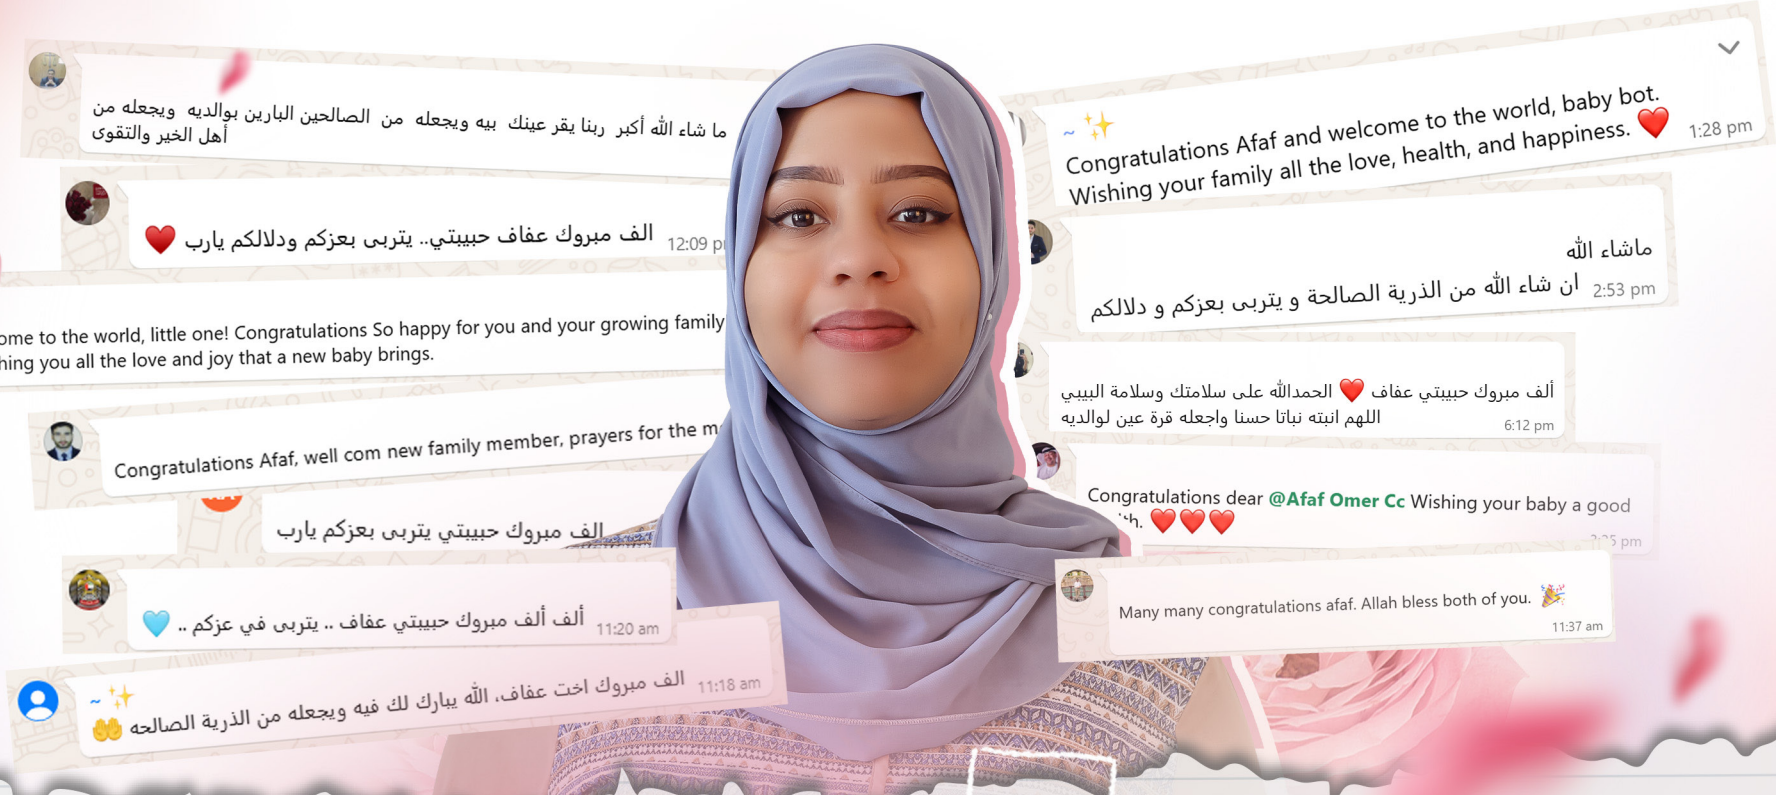 ما شاء الله أكبر ربنا يقر عينك بيه ويجعله من الصالحين البارين بوالديه ويجعله من
أهل الخير والتقوى
الف مبروك عفاف حبيبتي.. يتربى بعزكم ودلالكم يارب ❤️
12:09
to the world, little one! Congratulations So happy for you and your growing family
you all the love and joy that a new baby brings.
Congratulations Afaf, well com new family member, prayers for the
الف مبروك حبيبتي يتربى بعزكم يارب
ألف ألف مبروك حبيبتي عفاف .. يتربى في عزكم .. 🩵
11:20 am
~ ✨
الف مبروك اخت عفاف، الله يبارك لك فيه ويجعله من الذرية الصالحه 🤲
11:18 am
~ ✨
Congratulations Afaf and welcome to the world, baby bot.
Wishing your family all the love, health, and happiness. ❤️ 1:28 pm
ماشاء الله
ان شاء الله من الذرية الصالحة و يتربى بعزكم و دلالكم
2:53 pm
ألف مبروك حبيبتي عفاف ❤️ الحمدالله على سلامتك وسلامة البيبي
اللهم انبته نباتا حسنا واجعله قرة عين لوالديه
6:12 pm
Congratulations dear @Afaf Omer Cc Wishing your baby a good
❤️❤️❤️
pm
Many many congratulations afaf. Allah bless both of you. 🎉
11:37 am